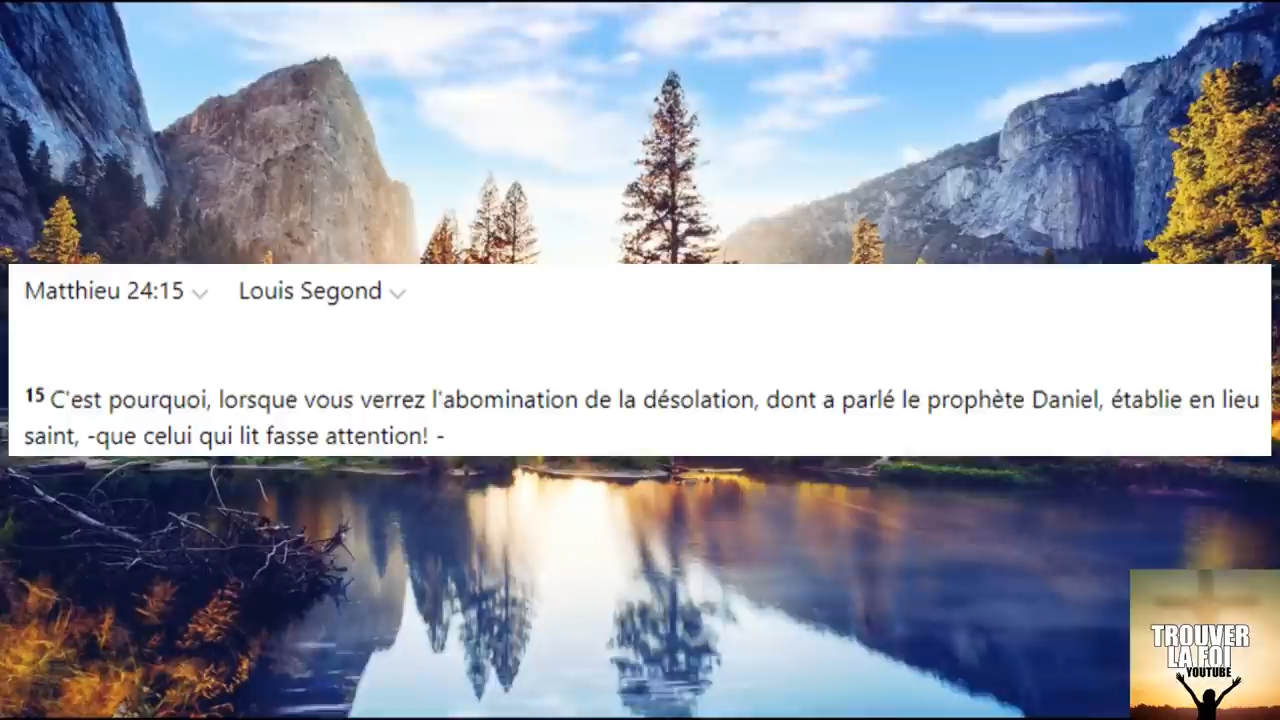 Matthieu 24:15 Louis Segond
15 C'est pourquoi, lorsque vous verrez l'abomination de la désolation, dont a parlé le prophète Daniel, établie en lieu
saint, -que celui qui lit fasse attention! -
TROUVER
LA FOI
YOUTUBE